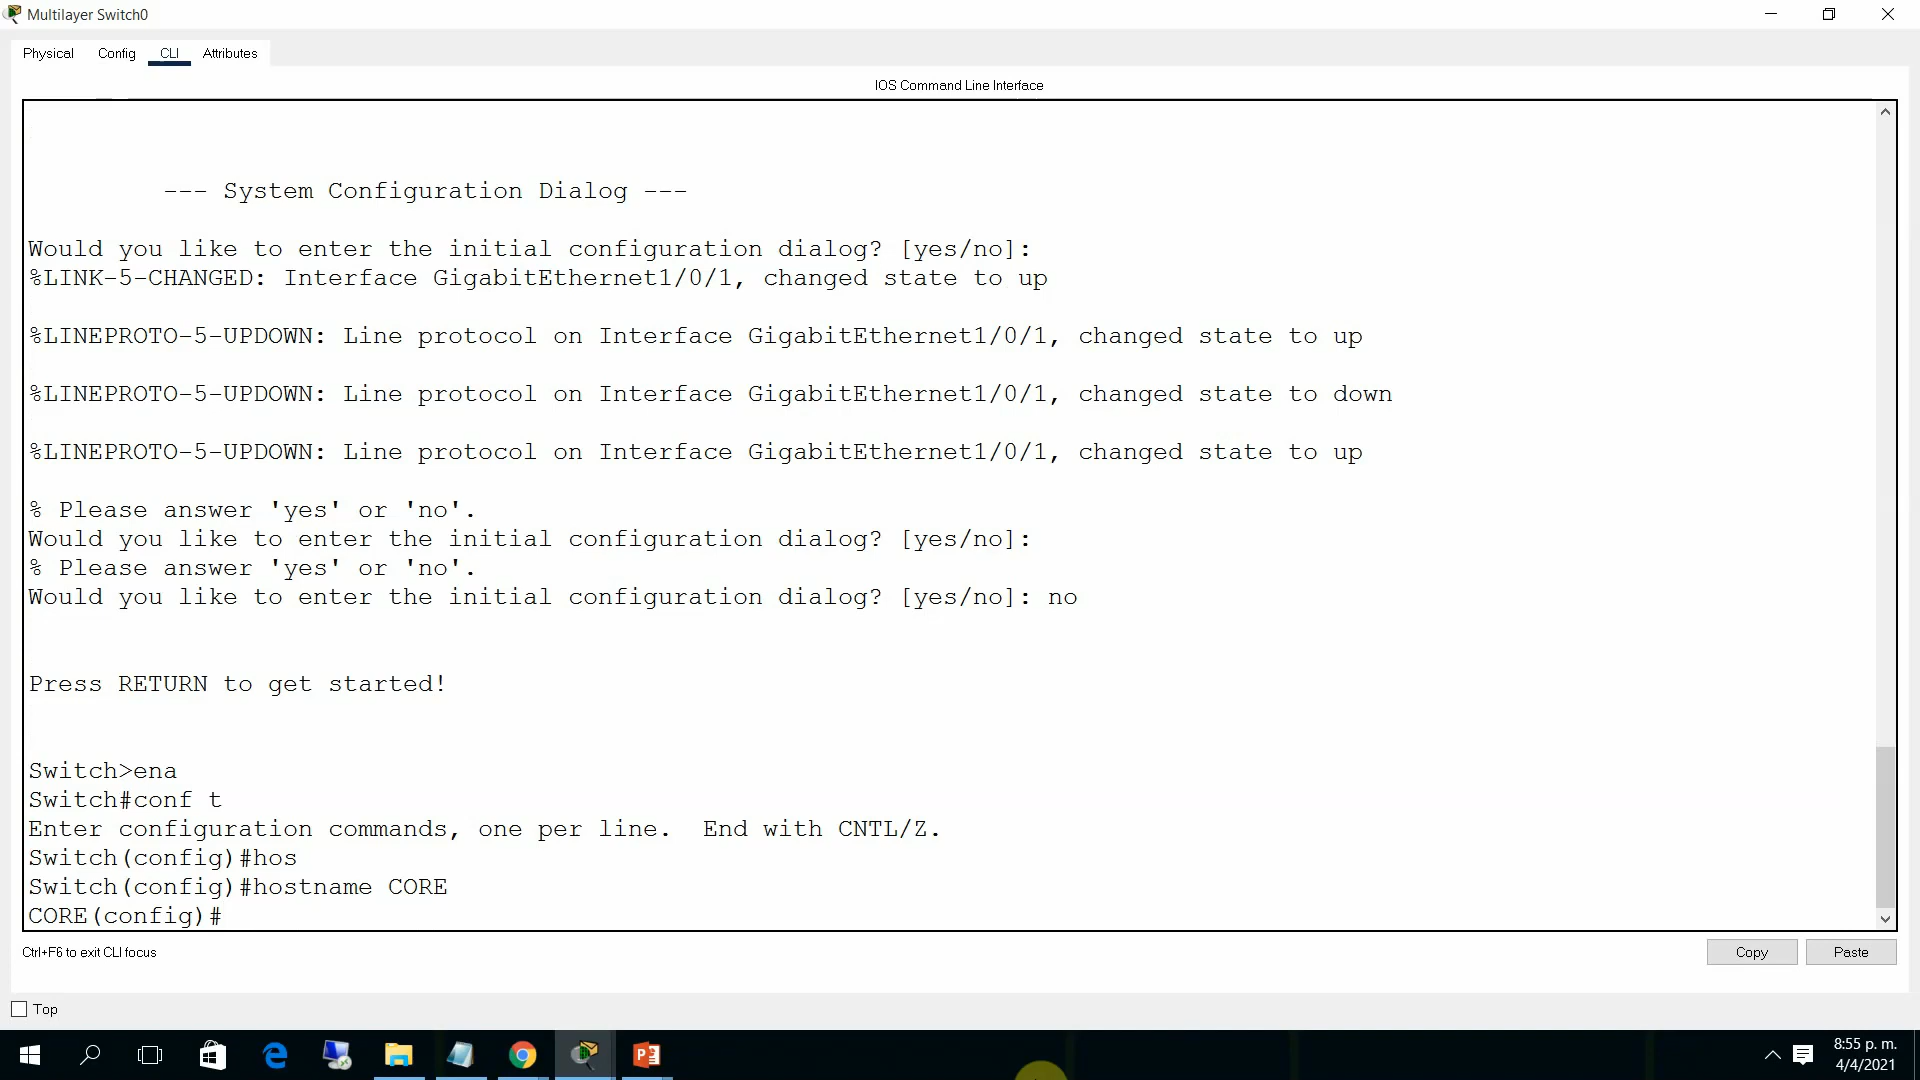 Multilayer Switch0
Physical Config CLI Attributes
IOS Command Line Interface
--- System Configuration Dialog ---
Would you like to enter the initial configuration dialog? [yes/no]:
%LINK-5-CHANGED: Interface GigabitEthernet1/0/1, changed state to up
%LINEPROTO-5-UPDOWN: Line protocol on Interface GigabitEthernet1/0/1, changed state to up
%LINEPROTO-5-UPDOWN: Line protocol on Interface GigabitEthernet1/0/1, changed state to down
%LINEPROTO-5-UPDOWN: Line protocol on Interface GigabitEthernet1/0/1, changed state to up
% Please answer 'yes' or 'no'.
Would you like to enter the initial configuration dialog? [yes/no]:
% Please answer 'yes' or 'no'.
Would you like to enter the initial configuration dialog? [yes/no]: no
Press RETURN to get started!
Switch>ena
Switch#conf t
Enter configuration commands, one per line.  End with CNTL/Z.
Switch(config)#hos
Switch(config)#hostname CORE
CORE(config)#
Ctrl+F6 to exit CLI focus
Copy Paste
Top
8:55 p. m.
4/4/2021